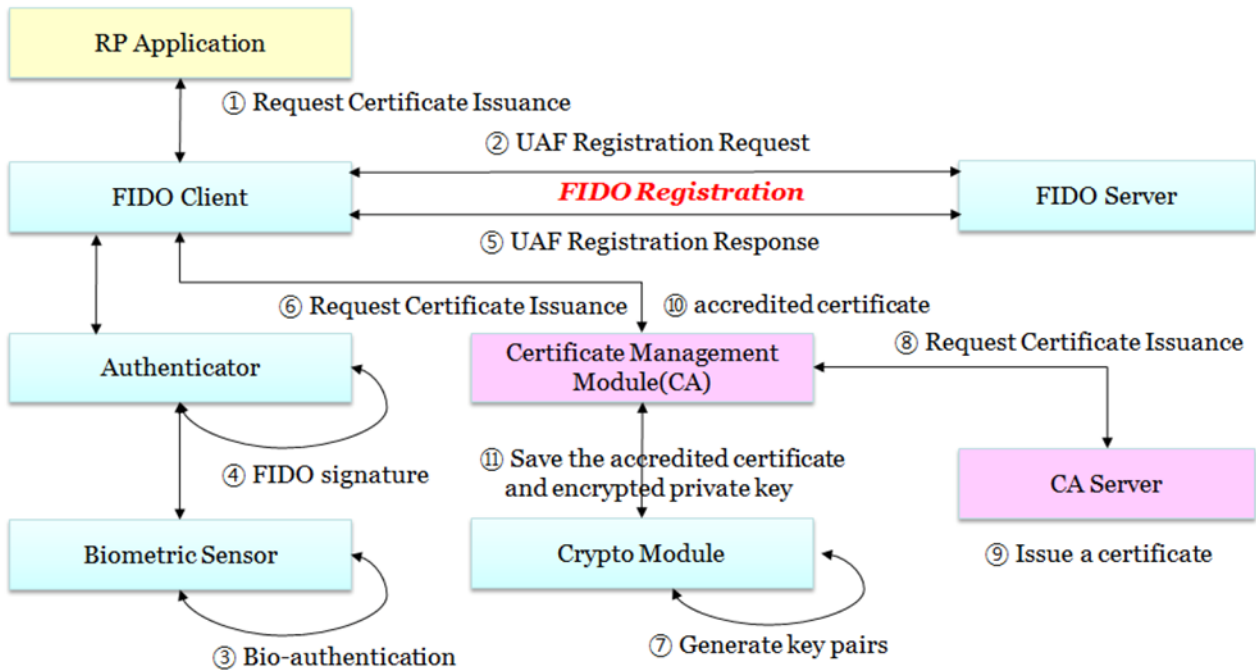 RP Application
① Request Certificate Issuance
② UAF Registration Request
FIDO Client
FIDO Registration
FIDO Server
⑤ UAF Registration Response
⑥ Request Certificate Issuance
⑩ accredited certificate
Authenticator
Certificate Management
Module(CA)
⑧ Request Certificate Issuance
④ FIDO signature
⑪ Save the accredited certificate
and encrypted private key
CA Server
Biometric Sensor
Crypto Module
⑨ Issue a certificate
③ Bio-authentication
⑦ Generate key pairs